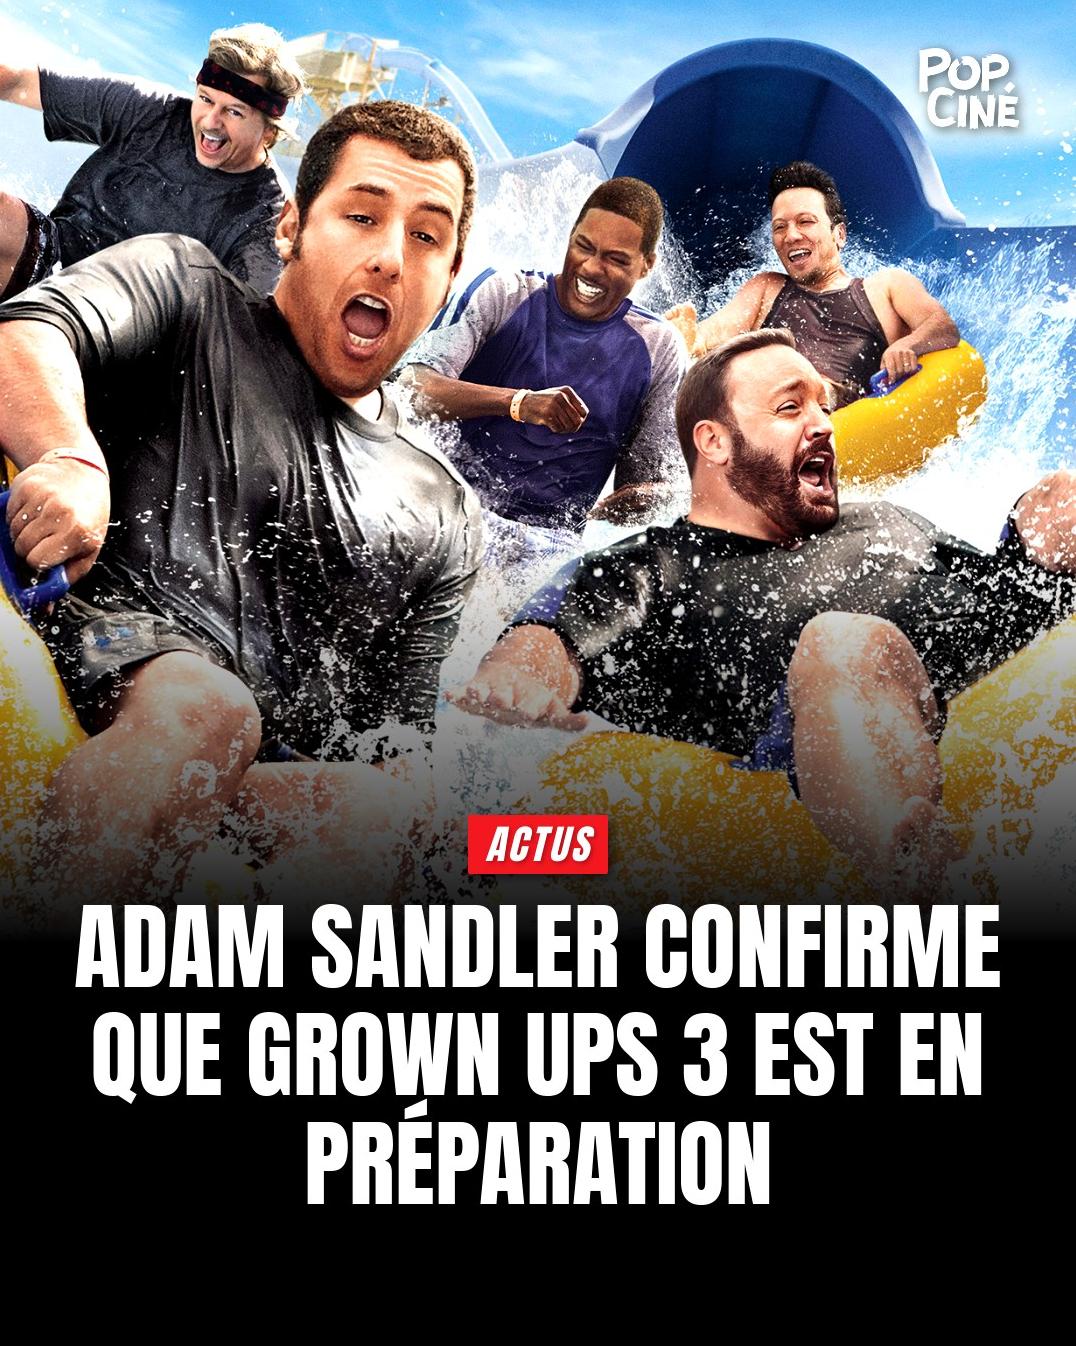 POP
CINÉ
ACTUS
ADAM SANDLER CONFIRME
QUE GROWN UPS 3 EST EN
PRÉPARATION